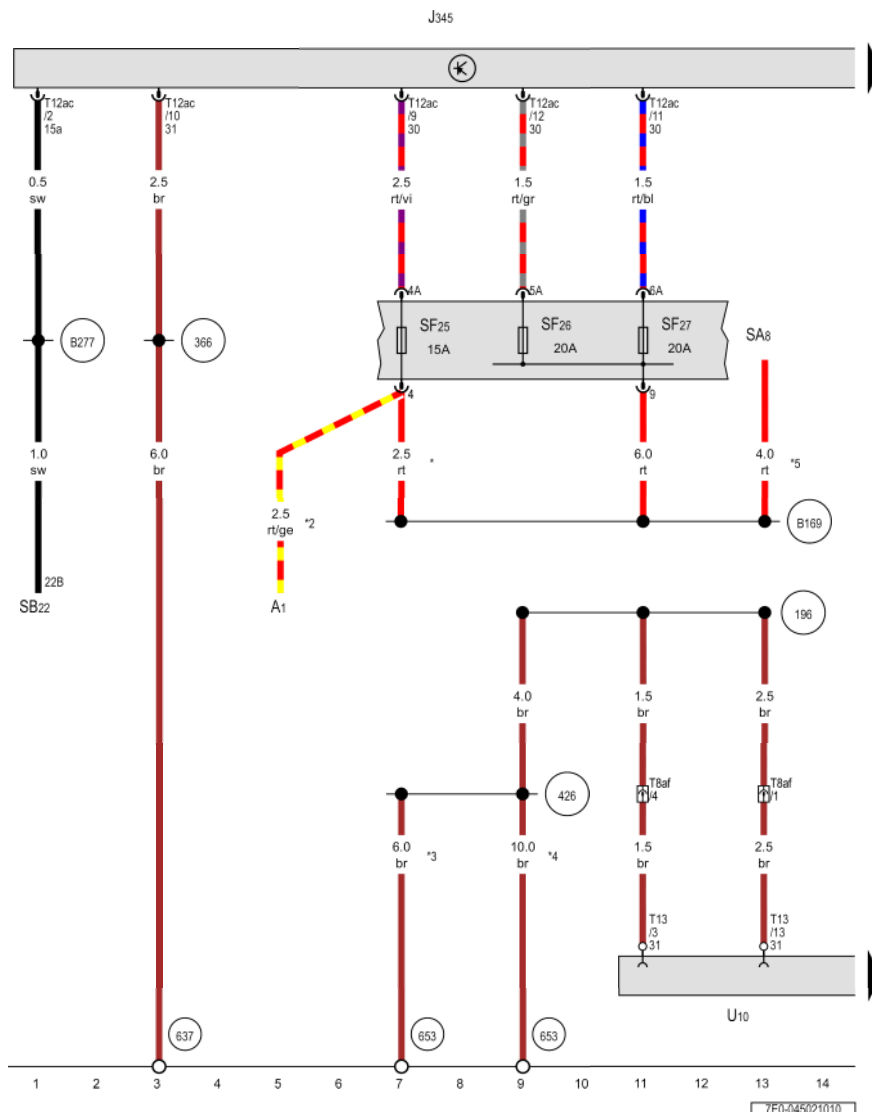 J345
T12ac T12ac T12ac T12ac T12ac
/2 /10 /9 /12 /11
15a 31 30 30 30
0.5 2.5 2.5 1.5 1.5
sw br rt/vi rt/gr rt/bl
4A 5A 6A
SF25 SF26 SF27 SA8
15A 20A 20A
B277 366
4 9
1.0 6.0 2.5 * 6.0 4.0 *5
sw br rt rt rt
2.5
rt/ge *2
B169
22B
SB22 A1
196
4.0 1.5 2.5
br br br
T8af T8af
/4 /1
426
6.0 *3 10.0 *4 1.5 2.5
br br br br
T13 T13
/3 /13
31 31
U10
637 653 653
1 2 3 4 5 6 7 8 9 10 11 12 13 14
7E0-045021010